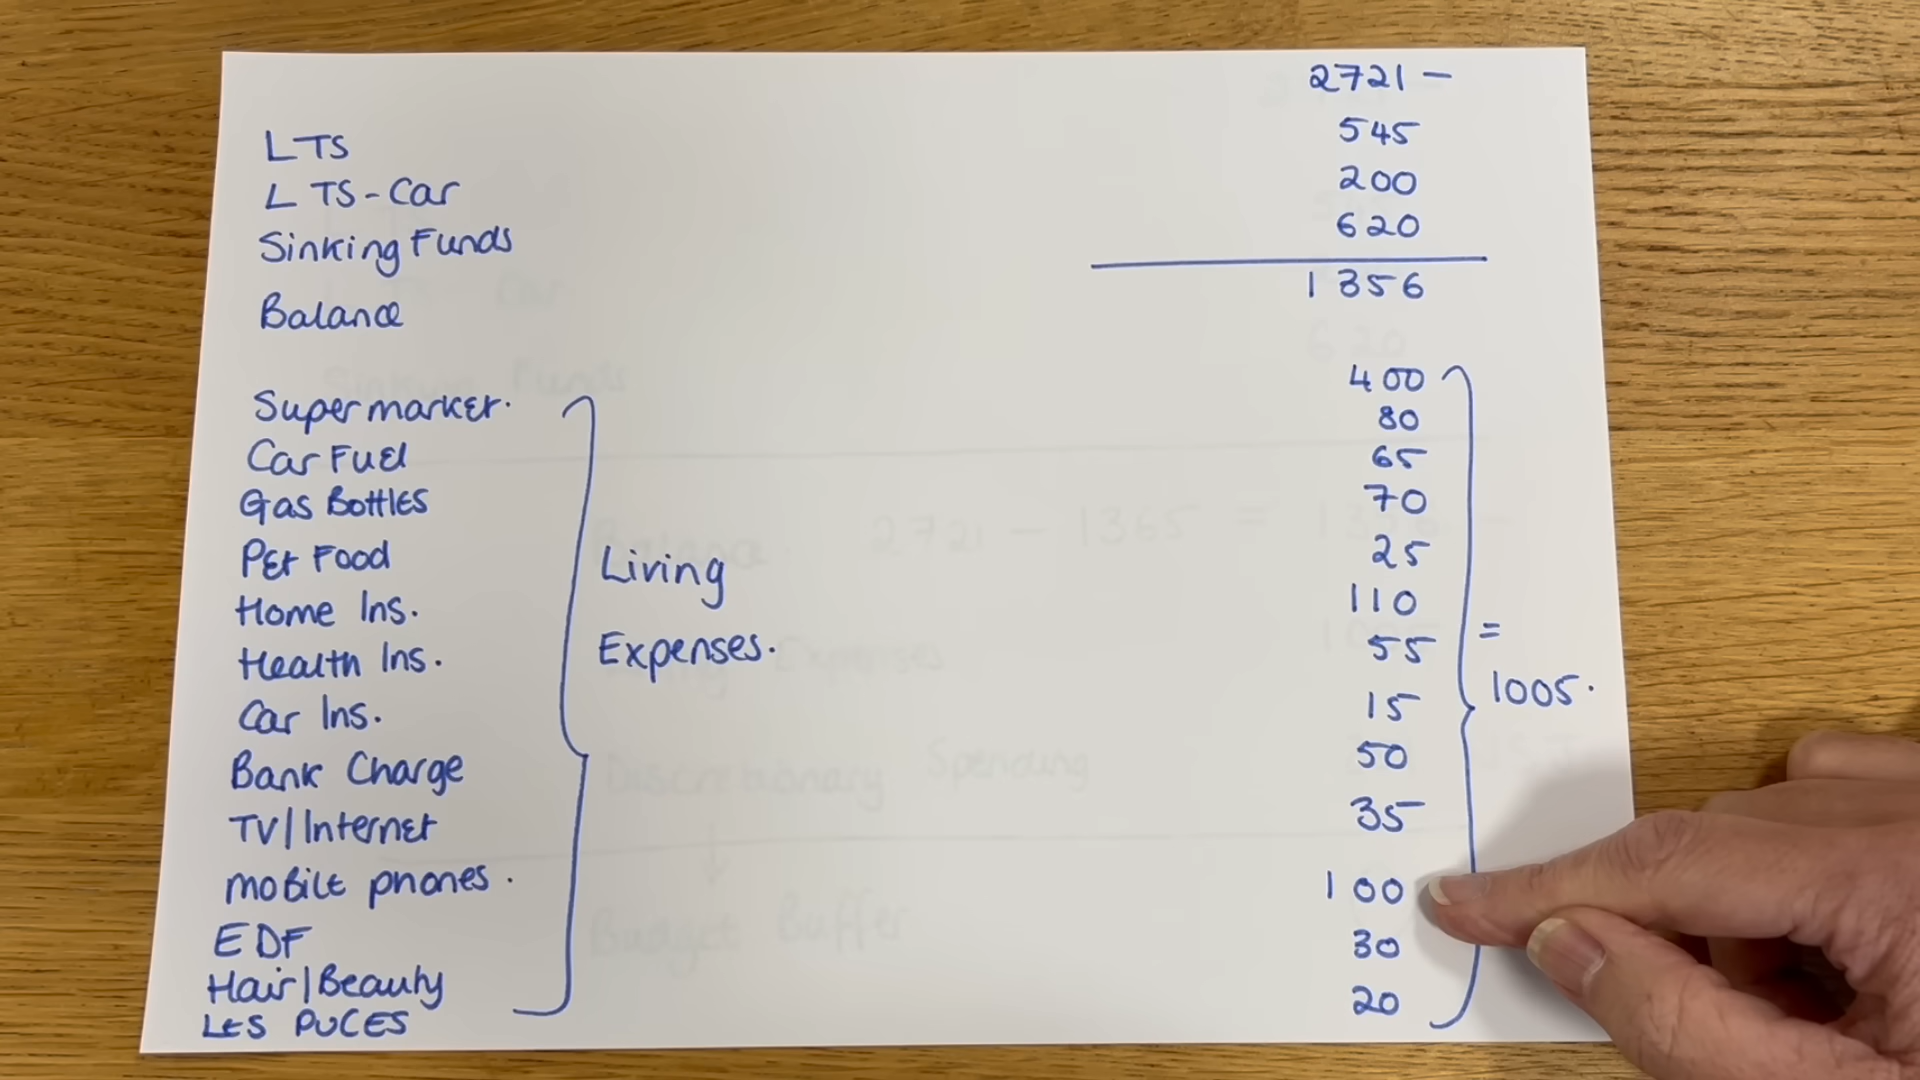 2721 –
LTS 545
LTS-Car 200
Sinking Funds 620
Balance 1356
Supermarket. 400
Car Fuel 80
Gas Bottles 65
Pet Food 70
Home Ins. 25
Health Ins. 110
Car Ins. 55
Bank Charge 15
TV/Internet 50
mobile phones. 35
EDF 100
Hair/Beauty 30
LES PUCES 20
Living
Expenses.
=
1005.